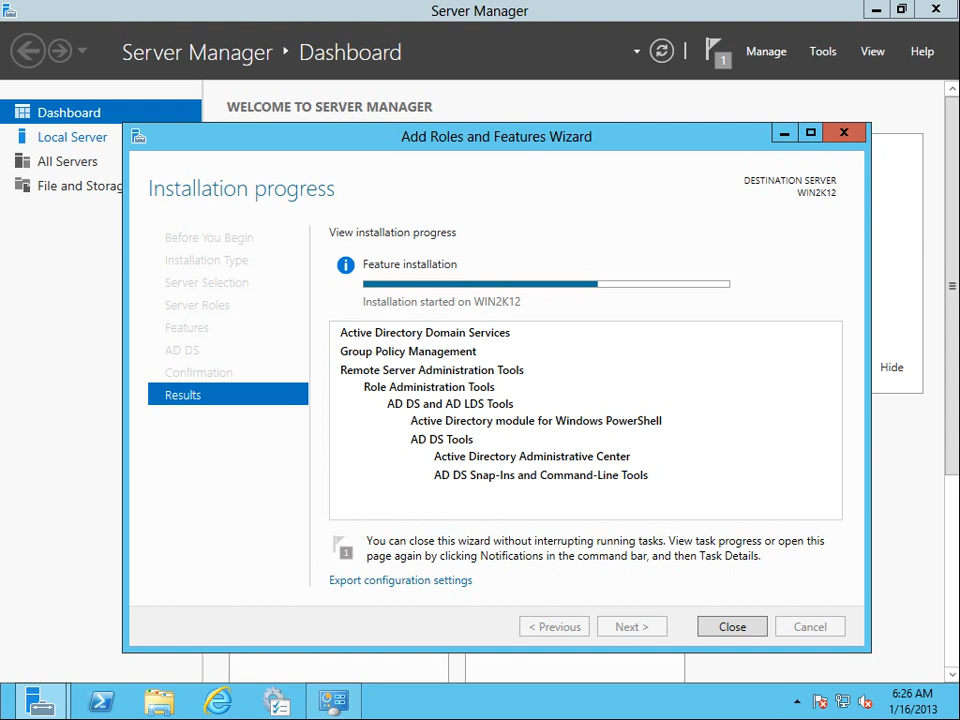 Server Manager
Server Manager ‣ Dashboard
1
Manage
Tools
View
Help
Dashboard
Local Server
All Servers
File and Storag
WELCOME TO SERVER MANAGER
Add Roles and Features Wizard
Installation progress
DESTINATION SERVER
WIN2K12
Before You Begin
Installation Type
Server Selection
Server Roles
Features
AD DS
Confirmation
Results
View installation progress
Feature installation
Installation started on WIN2K12
Active Directory Domain Services
Group Policy Management
Remote Server Administration Tools
Role Administration Tools
AD DS and AD LDS Tools
Active Directory module for Windows PowerShell
AD DS Tools
Active Directory Administrative Center
AD DS Snap-Ins and Command-Line Tools
1
You can close this wizard without interrupting running tasks. View task progress or open this
page again by clicking Notifications in the command bar, and then Task Details.
Export configuration settings
< Previous
Next >
Close
Cancel
Hide
6:26 AM
1/16/2013